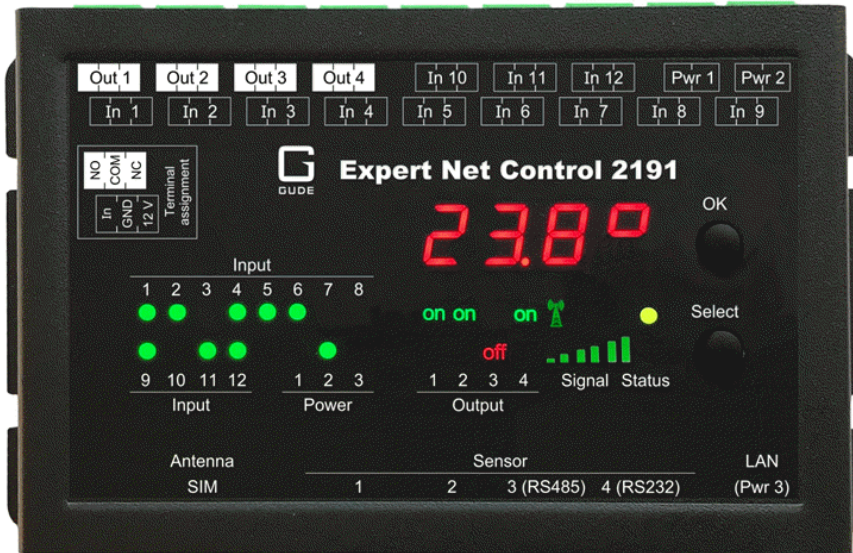 Out 1 Out 2 Out 3 Out 4 In 10 In 11 In 12 Pwr 1 Pwr 2
In 1 In 2 In 3 In 4 In 5 In 6 In 7 In 8 In 9
NO COM NC
In GND 12 V
Terminal assignment
G Expert Net Control 2191
GUDE
23.8°
OK
Input
1 2 3 4 5 6 7 8
on on on
Select
off
9 10 11 12 1 2 3 1 2 3 4 Signal Status
Input Power Output
Antenna Sensor LAN
SIM 1 2 3 (RS485) 4 (RS232) (Pwr 3)